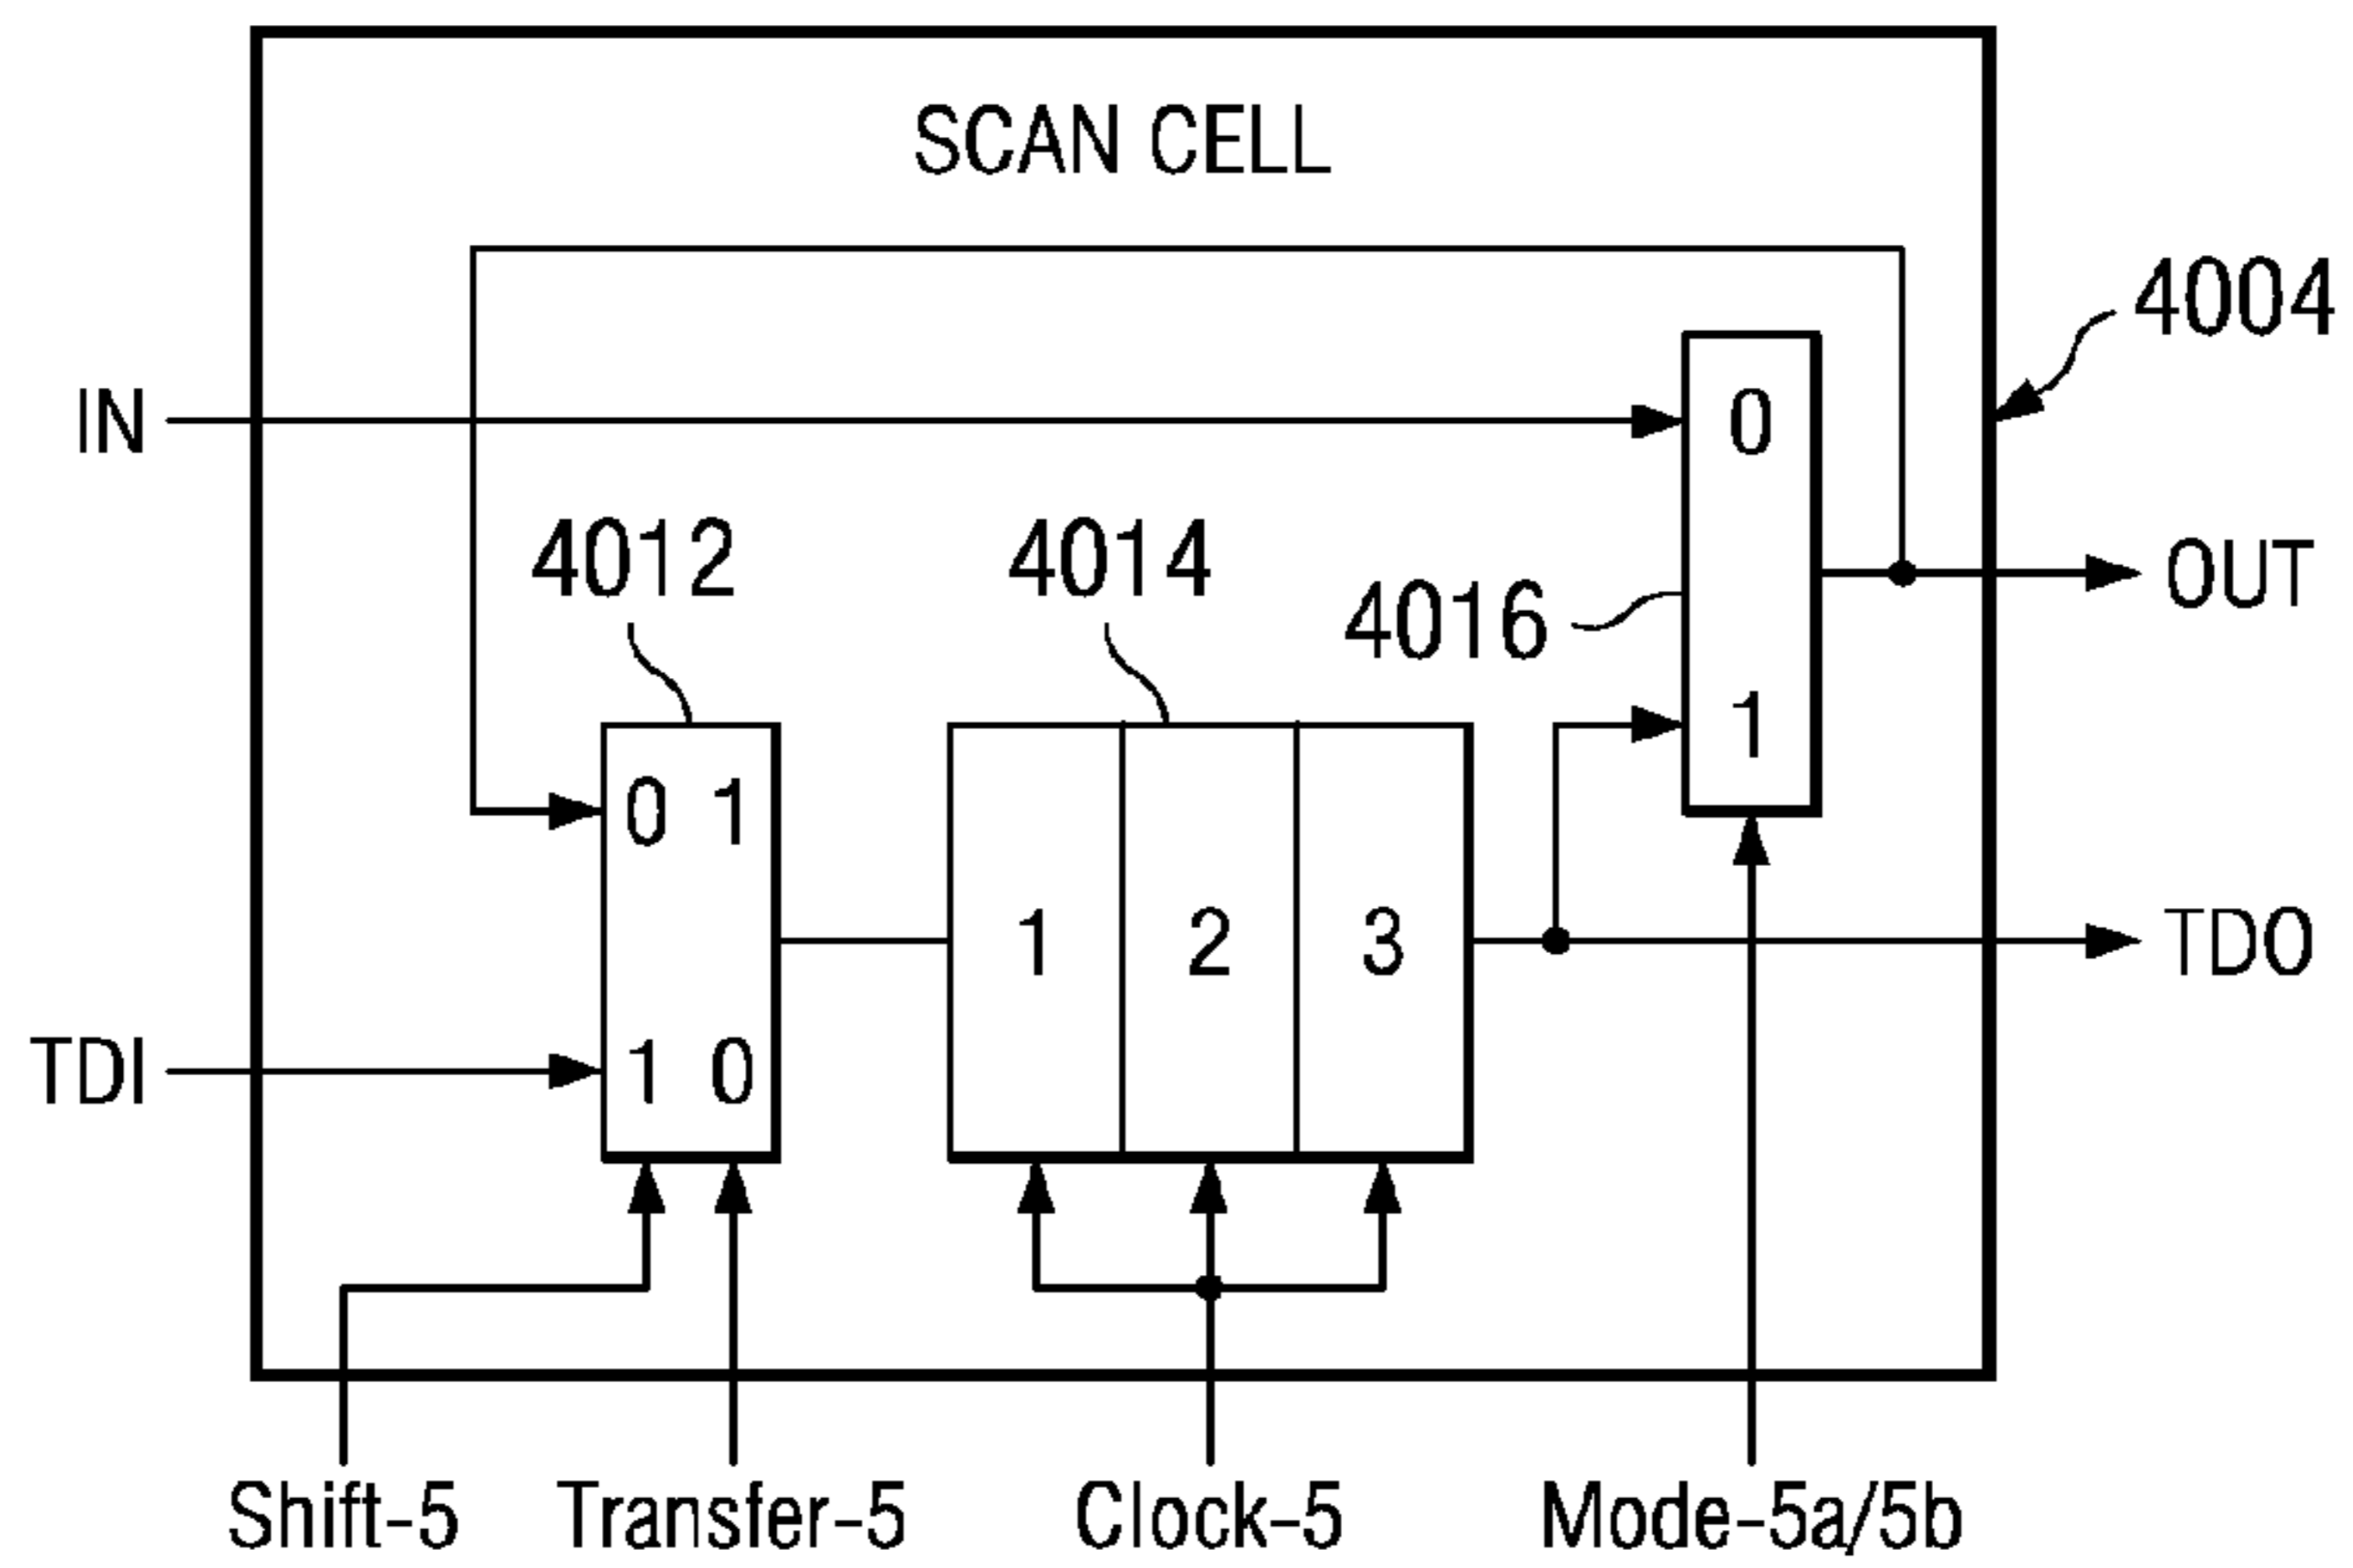 SCAN CELL
4004
IN
0
4012
4014
4016
OUT
1
0 1
1 2 3
TDO
TDI
1 0
Shift-5
Transfer-5
Clock-5
Mode-5a/5b